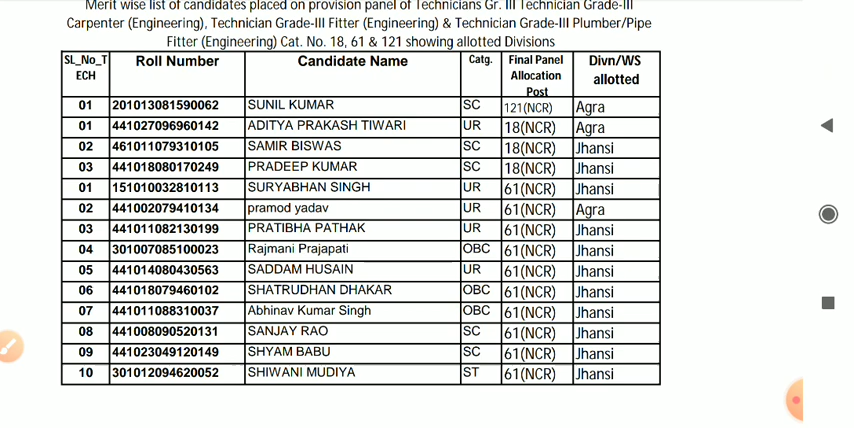 Merit wise list of candidates placed on provision panel of Technicians Gr. III Technician Grade-III
Carpenter (Engineering), Technician Grade-III Fitter (Engineering) & Technician Grade-III Plumber/Pipe
Fitter (Engineering) Cat. No. 18, 61 & 121 showing allotted Divisions
SL_No_T ECH Roll Number Candidate Name Catg. Final Panel Allocation Post Divn/WS allotted
01 201013081590062 SUNIL KUMAR SC 121(NCR) Agra
01 441027096960142 ADITYA PRAKASH TIWARI UR 18(NCR) Agra
02 461011079310105 SAMIR BISWAS SC 18(NCR) Jhansi
03 441018080170249 PRADEEP KUMAR SC 18(NCR) Jhansi
01 151010032810113 SURYABHAN SINGH UR 61(NCR) Jhansi
02 441002079410134 pramod yadav UR 61(NCR) Agra
03 441011082130199 PRATIBHA PATHAK UR 61(NCR) Jhansi
04 301007085100023 Rajmani Prajapati OBC 61(NCR) Jhansi
05 441014080430563 SADDAM HUSAIN UR 61(NCR) Jhansi
06 441018079460102 SHATRUDHAN DHAKAR OBC 61(NCR) Jhansi
07 441011088310037 Abhinav Kumar Singh OBC 61(NCR) Jhansi
08 441008090520131 SANJAY RAO SC 61(NCR) Jhansi
09 441023049120149 SHYAM BABU SC 61(NCR) Jhansi
10 301012094620052 SHIWANI MUDIYA ST 61(NCR) Jhansi